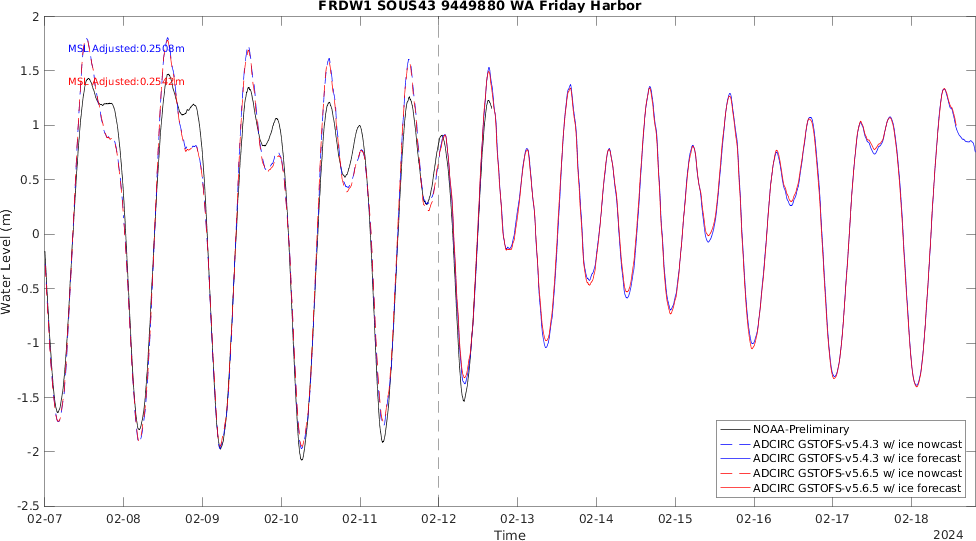 FRDW1 SOUS43 9449880 WA Friday Harbor
MSL Adjusted:0.2508m
MSL Adjusted:0.2542m
2
1.5
1
0.5
0
-0.5
-1
-1.5
-2
-2.5
Water Level (m)
NOAA-Preliminary
ADCIRC GSTOFS-v5.4.3 w/ ice nowcast
ADCIRC GSTOFS-v5.4.3 w/ ice forecast
ADCIRC GSTOFS-v5.6.5 w/ ice nowcast
ADCIRC GSTOFS-v5.6.5 w/ ice forecast
02-07 02-08 02-09 02-10 02-11 02-12 02-13 02-14 02-15 02-16 02-17 02-18
Time
2024